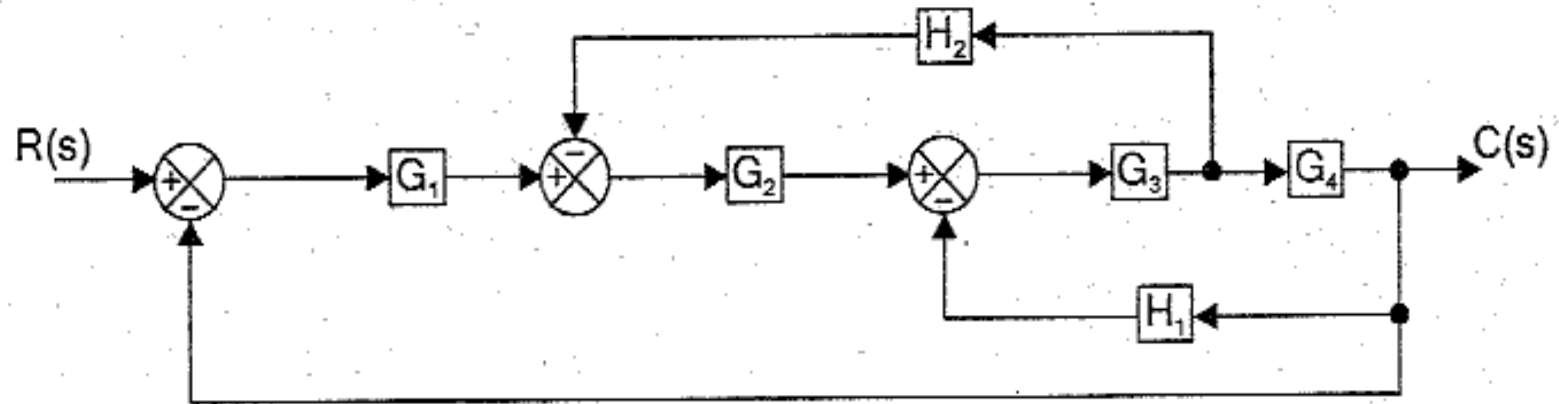 H₂
R(s) + − G₁ − + G₂ + − G₃ G₄ C(s)
H₁